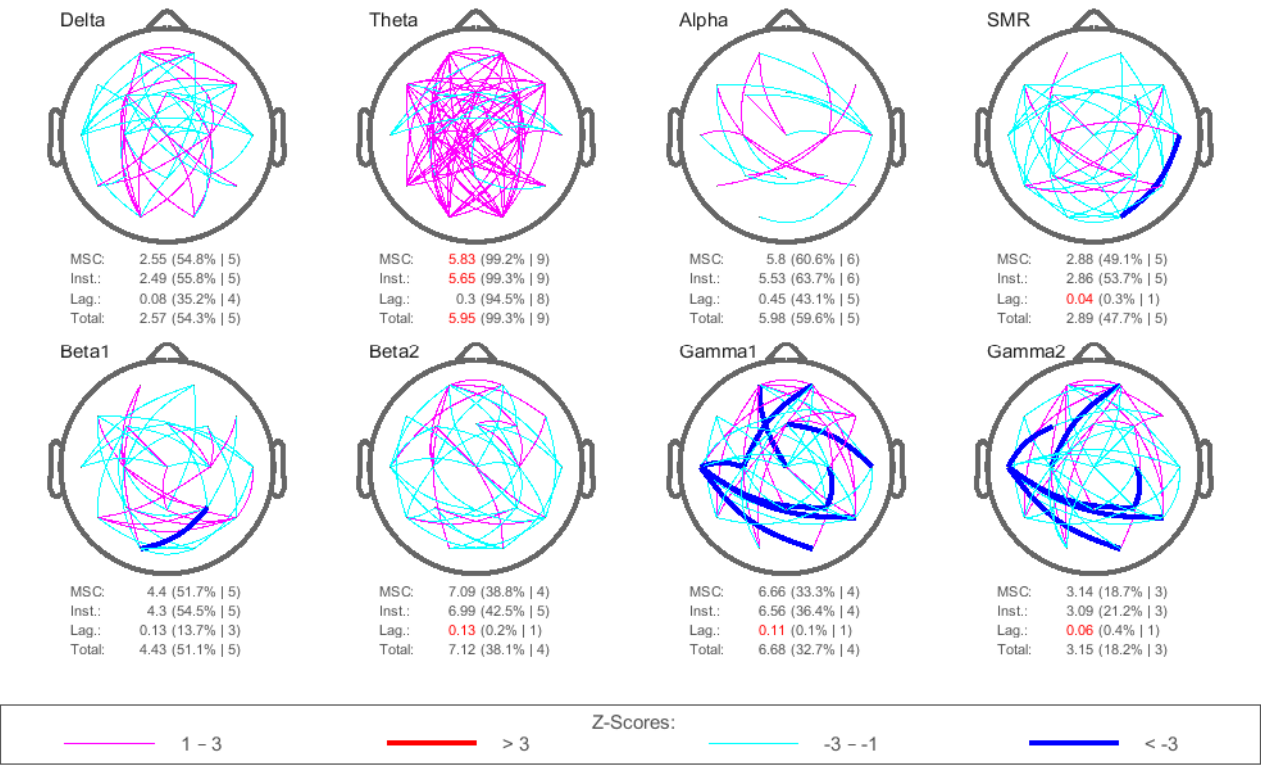 Delta Theta Alpha SMR
MSC: 2.55 (54.8% | 5) MSC: 5.83 (99.2% | 9) MSC: 5.8 (60.6% | 6) MSC: 2.88 (49.1% | 5)
Inst.: 2.49 (55.8% | 5) Inst.: 5.65 (99.3% | 9) Inst.: 5.53 (63.7% | 6) Inst.: 2.86 (53.7% | 5)
Lag.: 0.08 (35.2% | 4) Lag.: 0.3 (94.5% | 8) Lag.: 0.45 (43.1% | 5) Lag.: 0.04 (0.3% | 1)
Total: 2.57 (54.3% | 5) Total: 5.95 (99.3% | 9) Total: 5.98 (59.6% | 5) Total: 2.89 (47.7% | 5)
Beta1 Beta2 Gamma1 Gamma2
MSC: 4.4 (51.7% | 5) MSC: 7.09 (38.8% | 4) MSC: 6.66 (33.3% | 4) MSC: 3.14 (18.7% | 3)
Inst.: 4.3 (54.5% | 5) Inst.: 6.99 (42.5% | 5) Inst.: 6.56 (36.4% | 4) Inst.: 3.09 (21.2% | 3)
Lag.: 0.13 (13.7% | 3) Lag.: 0.13 (0.2% | 1) Lag.: 0.11 (0.1% | 1) Lag.: 0.06 (0.4% | 1)
Total: 4.43 (51.1% | 5) Total: 7.12 (38.1% | 4) Total: 6.68 (32.7% | 4) Total: 3.15 (18.2% | 3)
Z-Scores:
1 – 3 > 3 -3 – -1 < -3